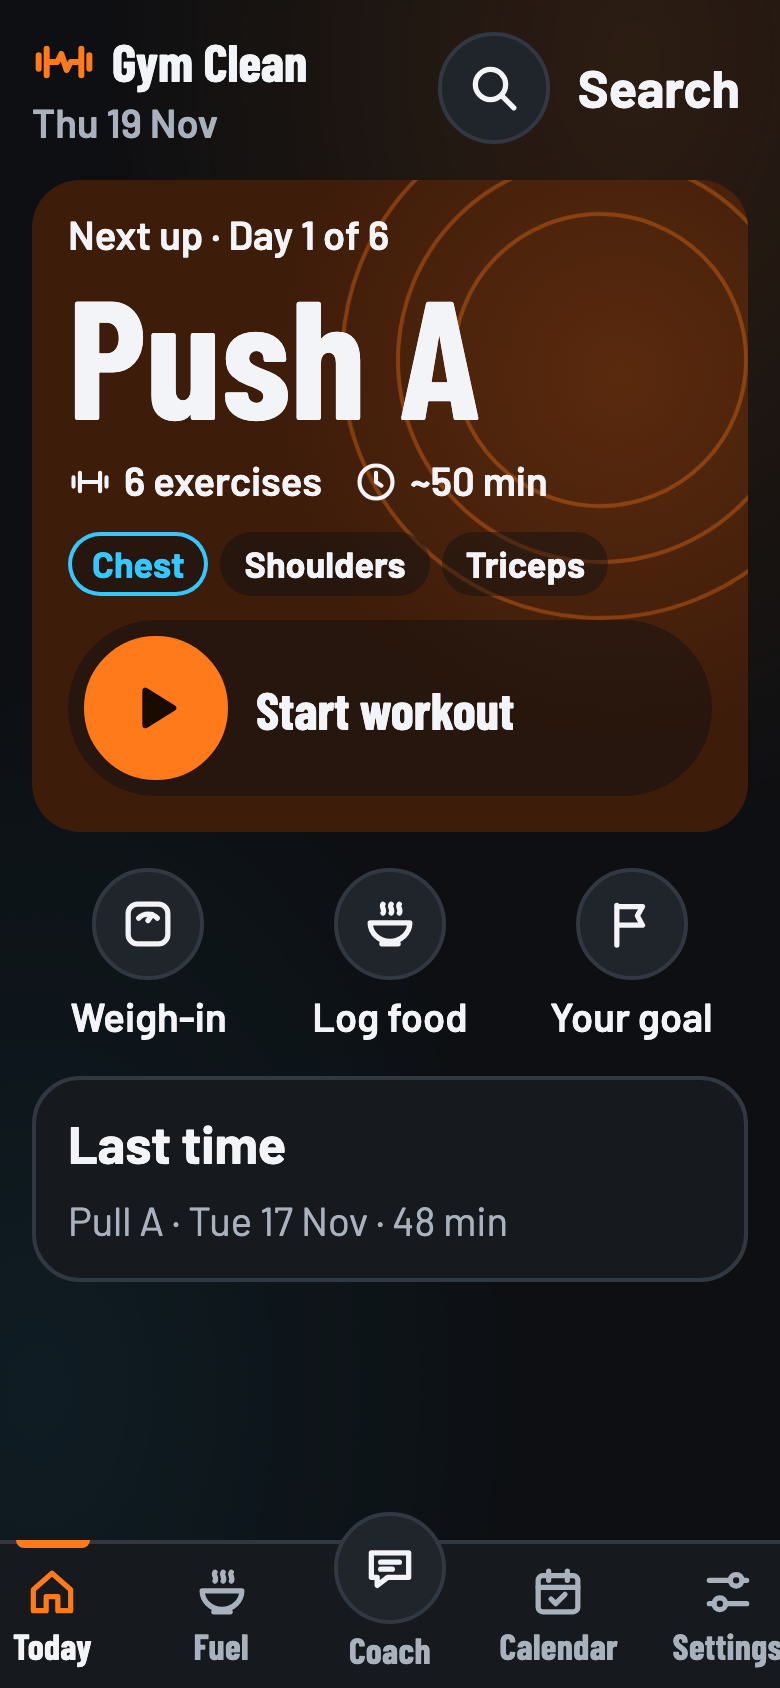 Gym Clean
Thu 19 Nov
Search
Next up · Day 1 of 6
Push A
6 exercises ~50 min
Chest Shoulders Triceps
Start workout
Weigh-in Log food Your goal
Last time
Pull A · Tue 17 Nov · 48 min
Today Fuel Coach Calendar Settings